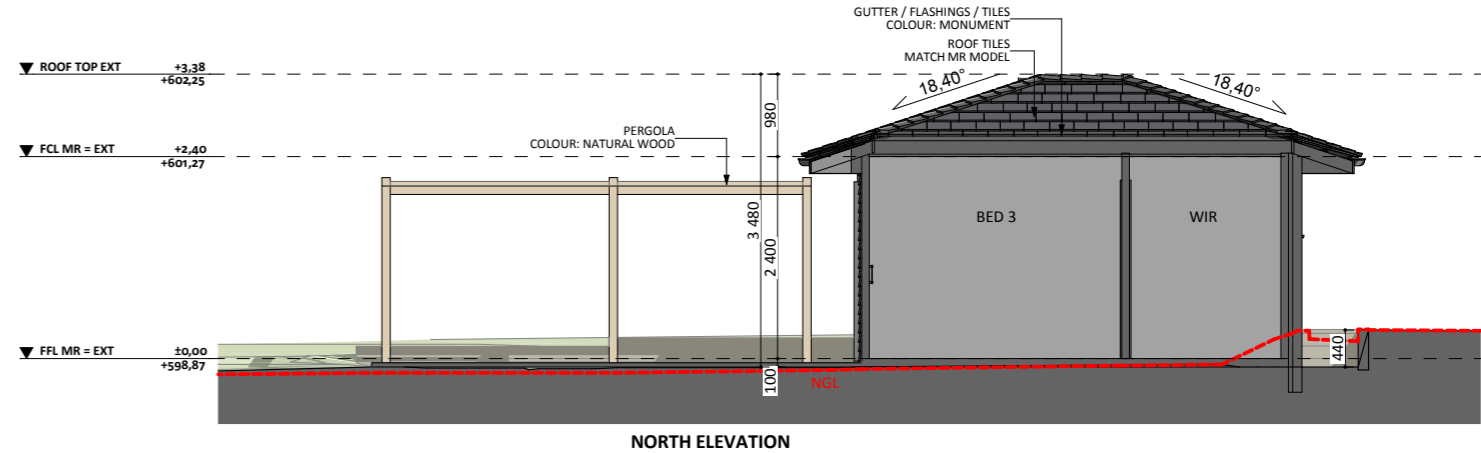 GUTTER / FLASHINGS / TILES
COLOUR: MONUMENT
ROOF TILES
MATCH MR MODEL
ROOF TOP EXT +3,38
+602,25
18,40°
18,40°
980
PERGOLA
COLOUR: NATURAL WOOD
FCL MR = EXT +2,40
+601,27
3 480
2 400
BED 3
WIR
FFL MR = EXT ±0,00
+598,87
440
100
NGL
NORTH ELEVATION